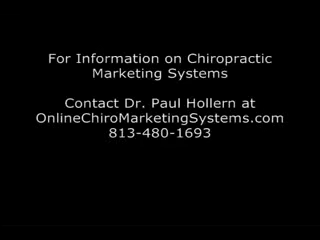 For Information on Chiropractic
Marketing Systems
Contact Dr. Paul Hollern at
OnlineChiroMarketingSystems.com
813-480-1693